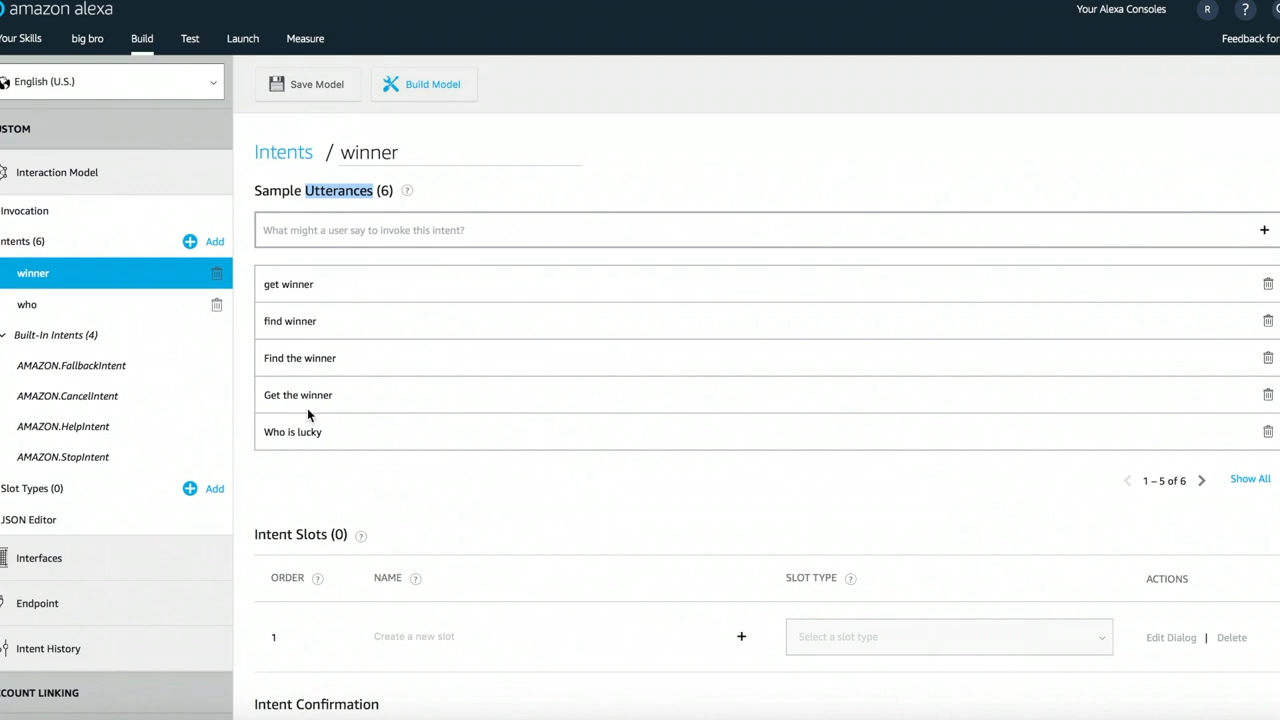 amazon alexa
Your Alexa Consoles
R
?
Your Skills
big bro
Build
Test
Launch
Measure
Feedback for
English (U.S.)
Save Model
Build Model
USTOM
Interaction Model
Invocation
ntents (6)
Add
winner
who
Built-In Intents (4)
AMAZON.FallbackIntent
AMAZON.CancelIntent
AMAZON.HelpIntent
AMAZON.StopIntent
Slot Types (0)
Add
JSON Editor
Interfaces
Endpoint
Intent History
CCOUNT LINKING
Intents / winner
Sample Utterances (6) ?
What might a user say to invoke this intent?
+
get winner
find winner
Find the winner
Get the winner
Who is lucky
< 1 – 5 of 6 > Show All
Intent Slots (0) ?
ORDER ? NAME ? SLOT TYPE ? ACTIONS
1 Create a new slot + Select a slot type Edit Dialog | Delete
Intent Confirmation